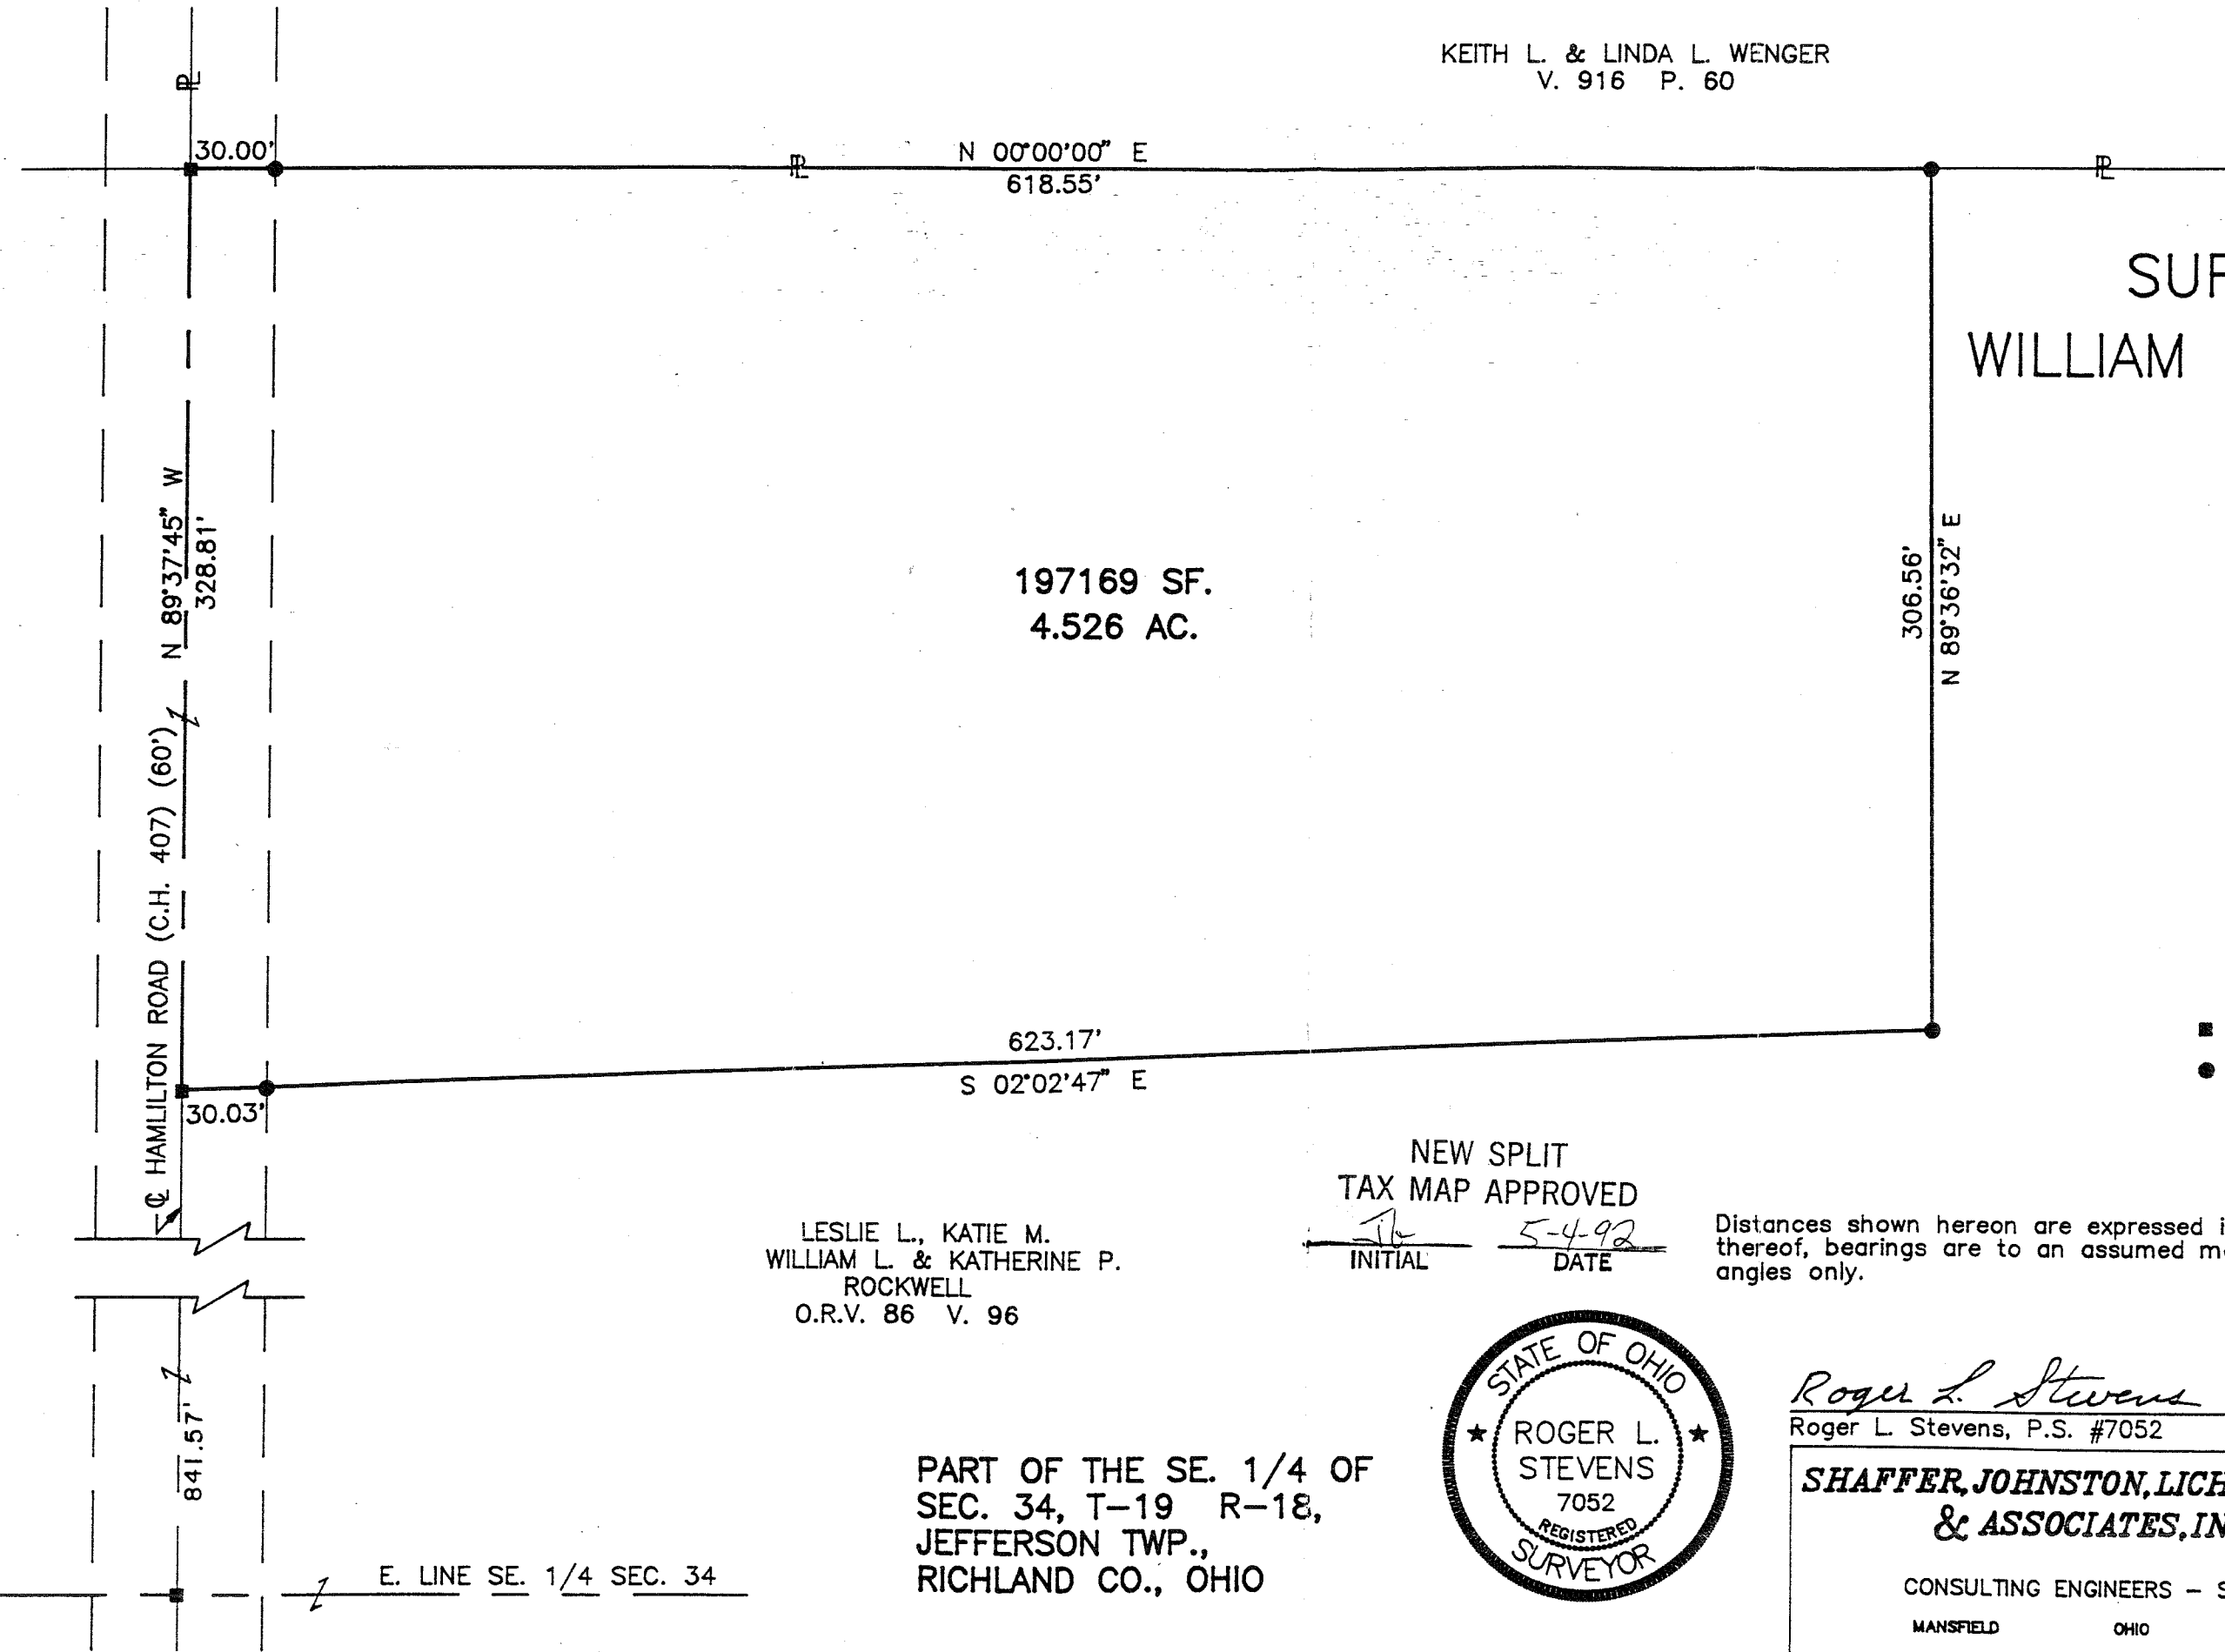 KEITH L. & LINDA L. WENGER
V. 916 P. 60
PL
30.00'
PL
N 00°00'00" E
618.55'
PL
SUR
WILLIAM
N 89°37'45" W
328.81'
197169 SF.
4.526 AC.
306.56'
N 89°36'32" E
℄ HAMLILTON ROAD (C.H. 407) (60')
623.17'
S 02°02'47" E
30.03'
NEW SPLIT
TAX MAP APPROVED
5-4-92
INITIAL DATE
LESLIE L., KATIE M.
WILLIAM L. & KATHERINE P.
ROCKWELL
O.R.V. 86 V. 96
Distances shown hereon are expressed i
thereof, bearings are to an assumed m
angles only.
841.57'
E. LINE SE. 1/4 SEC. 34
PART OF THE SE. 1/4 OF
SEC. 34, T-19 R-18,
JEFFERSON TWP.,
RICHLAND CO., OHIO
STATE OF OHIO
ROGER L.
STEVENS
7052
REGISTERED
SURVEYOR
Roger L. Stevens
Roger L. Stevens, P.S. #7052
SHAFFER, JOHNSTON, LICH
& ASSOCIATES, IN
CONSULTING ENGINEERS - S
MANSFIELD OHIO